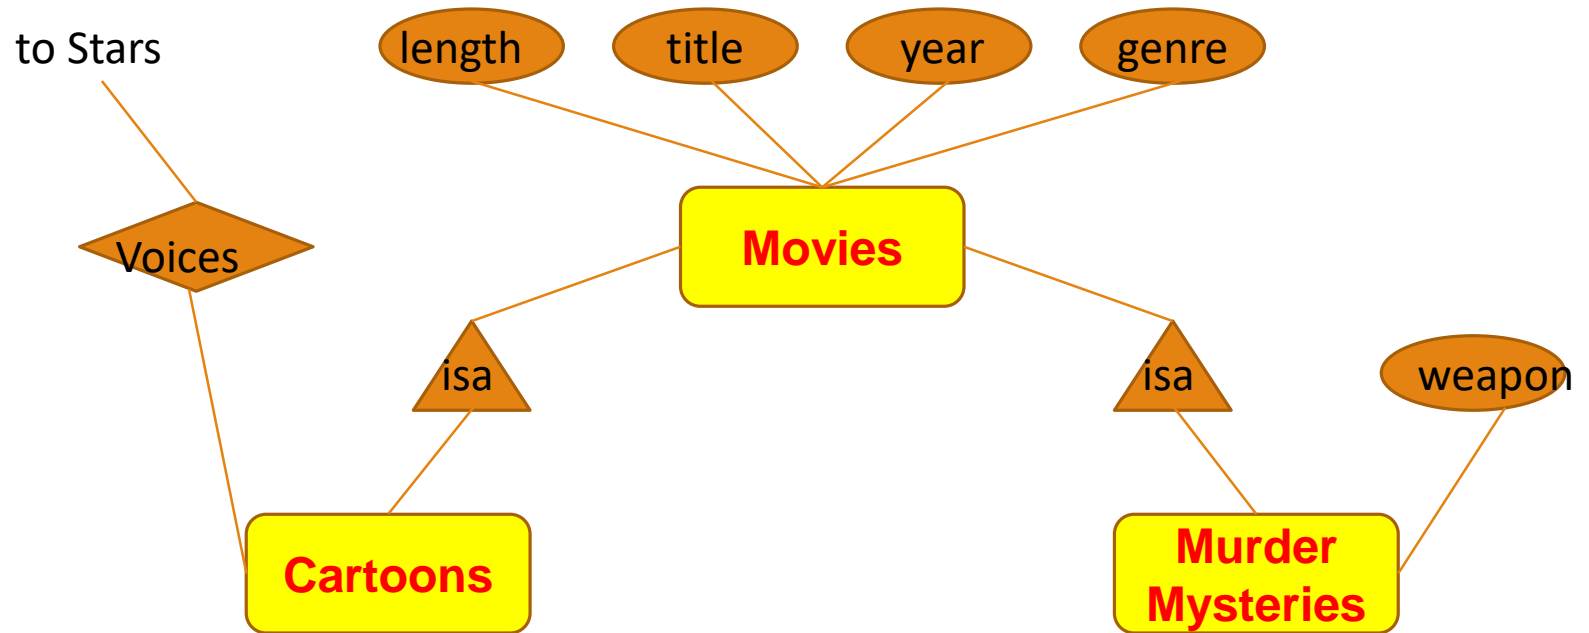 to Stars
length
title
year
genre
Voices
Movies
isa
isa
weapon
Cartoons
Murder
Mysteries